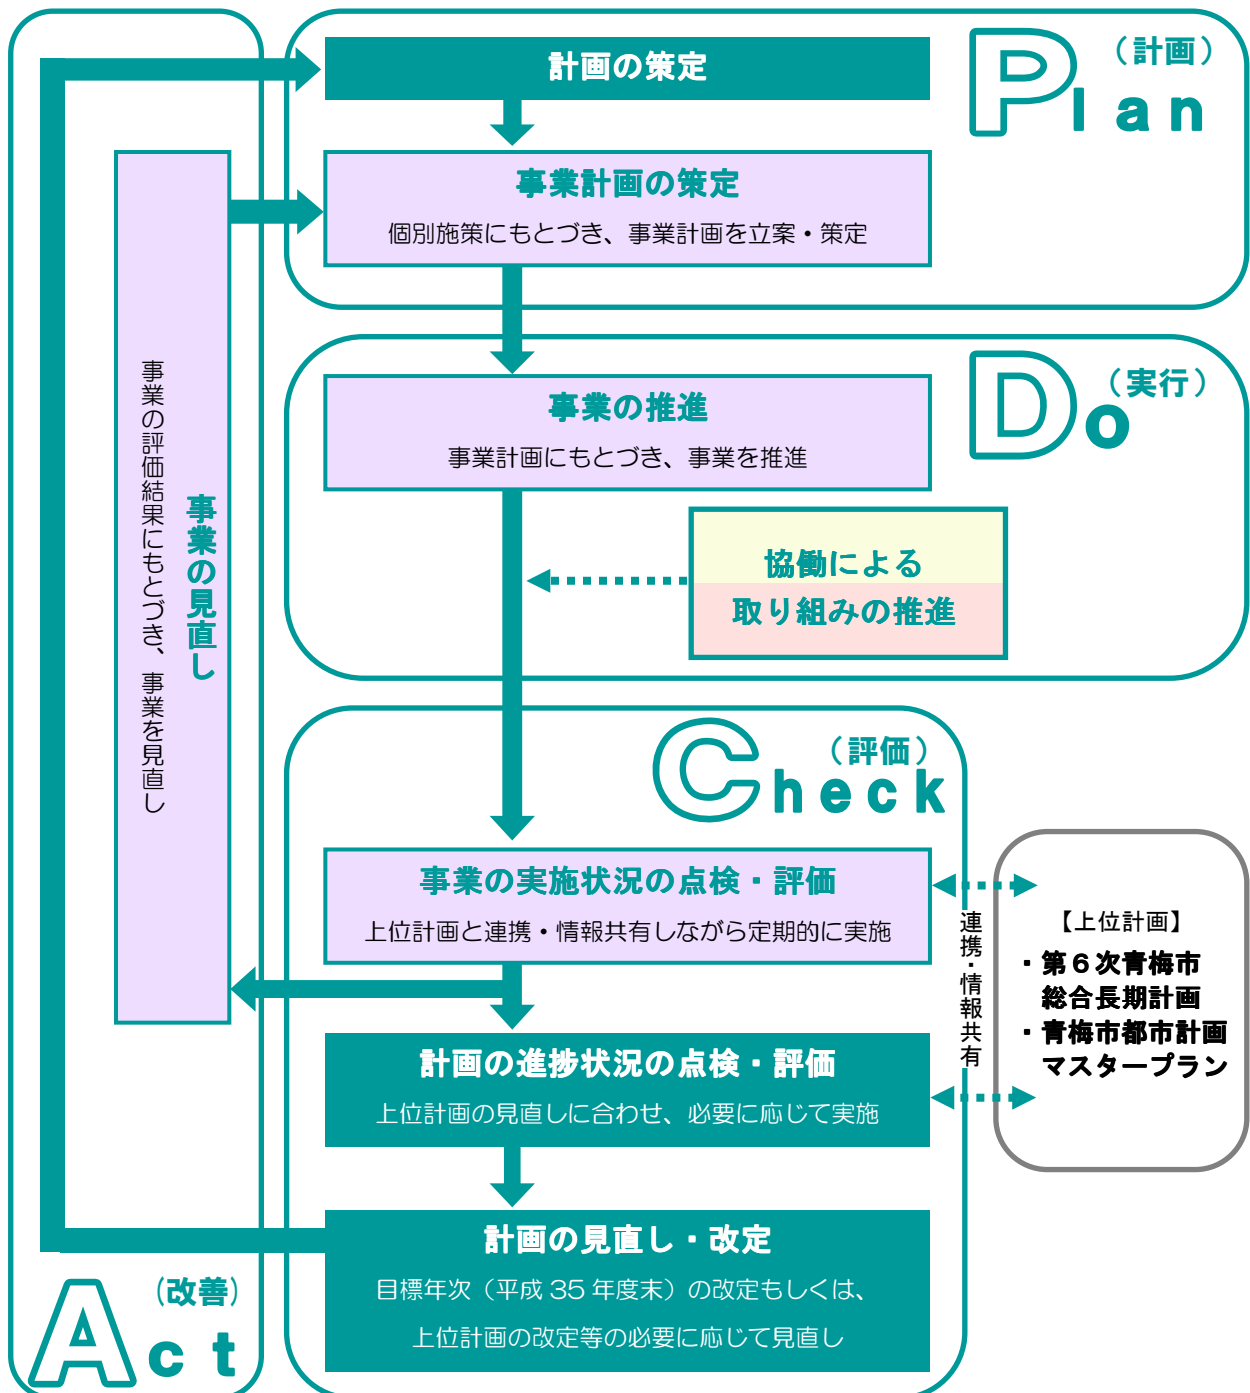 計画の策定
（計画）
Plan
事業計画の策定
個別施策にもとづき、事業計画を立案・策定
（実行）
Do
事業の推進
事業計画にもとづき、事業を推進
協働による
取り組みの推進
事業の見直し
事業の評価結果にもとづき、事業を見直し
（評価）
Check
事業の実施状況の点検・評価
上位計画と連携・情報共有しながら定期的に実施
連携・情報共有
【上位計画】
・第６次青梅市
総合長期計画
・青梅市都市計画
マスタープラン
計画の進捗状況の点検・評価
上位計画の見直しに合わせ、必要に応じて実施
計画の見直し・改定
目標年次（平成 35 年度末）の改定もしくは、
上位計画の改定等の必要に応じて見直し
（改善）
Act